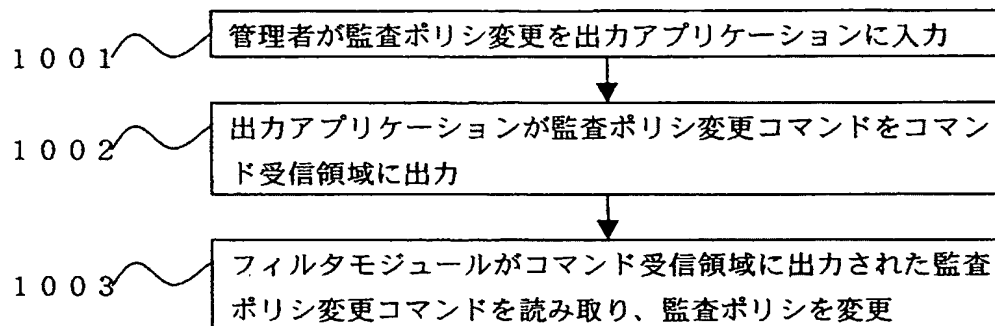 1001
管理者が監査ポリシ変更を出力アプリケーションに入力
1002
出力アプリケーションが監査ポリシ変更コマンドをコマン
ド受信領域に出力
1003
フィルタモジュールがコマンド受信領域に出力された監査
ポリシ変更コマンドを読み取り、監査ポリシを変更